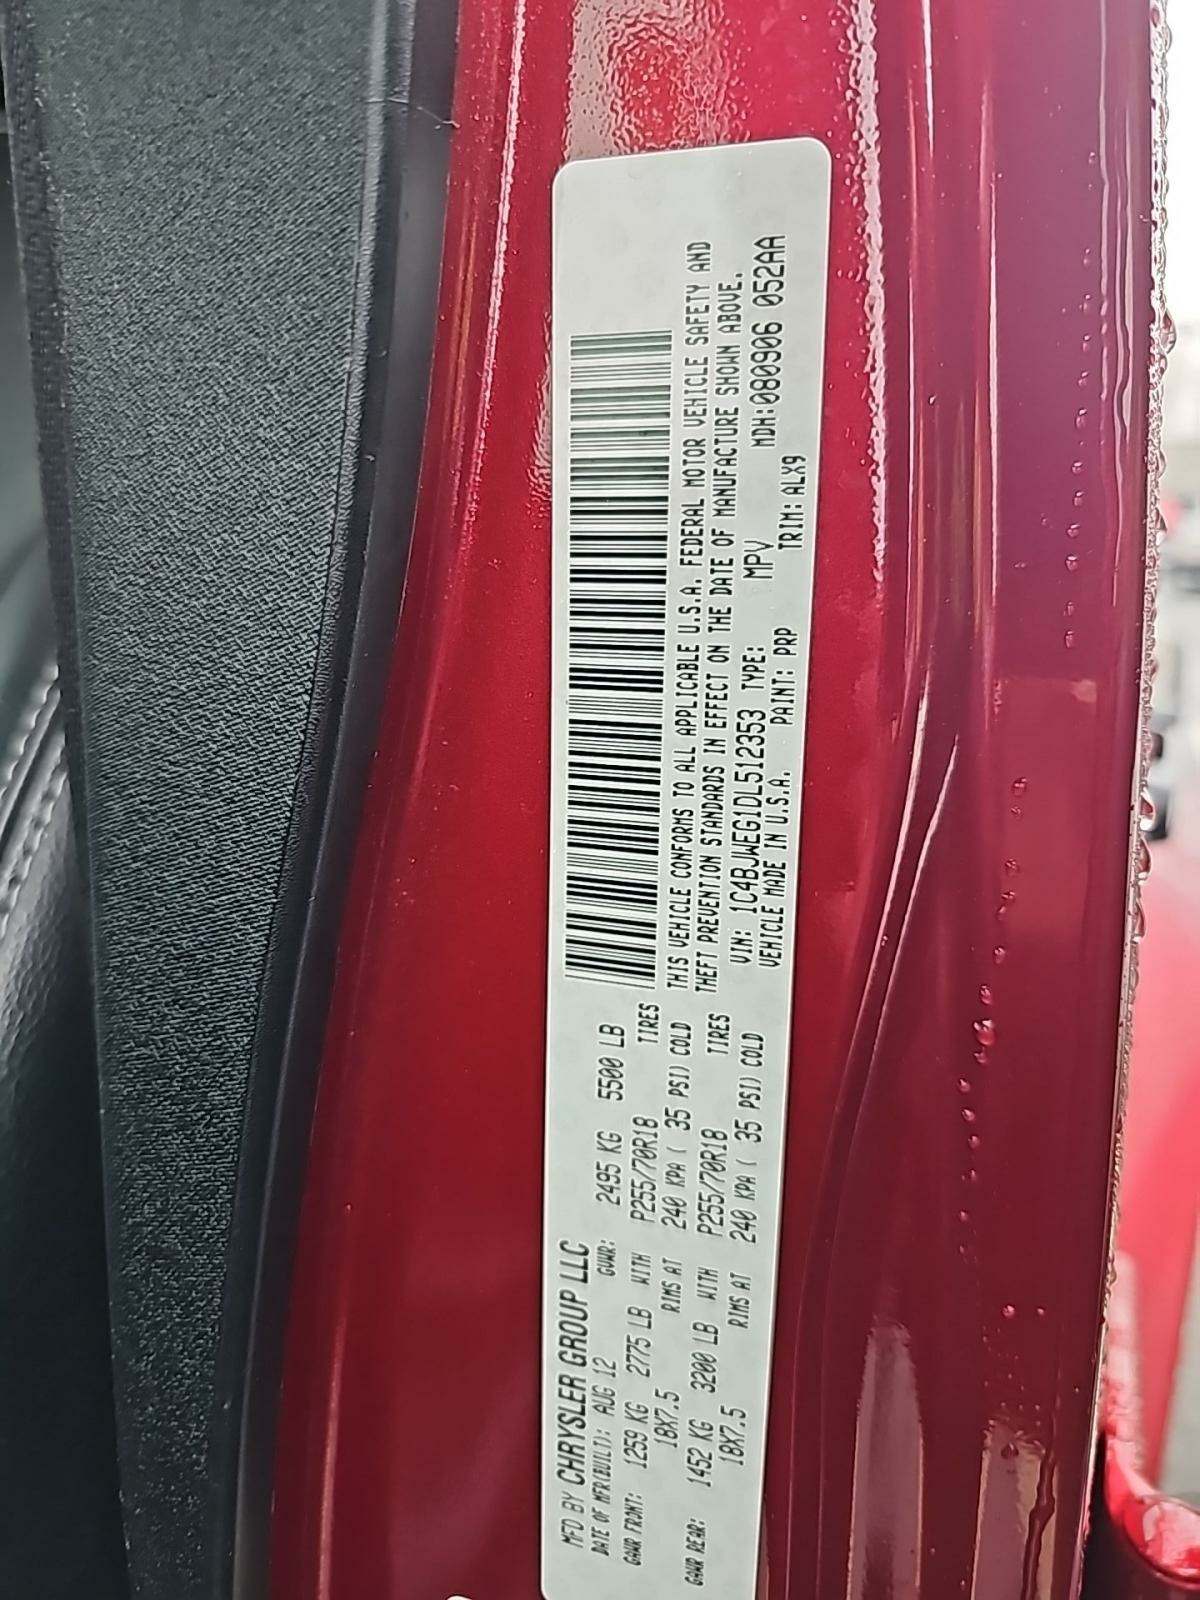 MFD BY CHRYSLER GROUP LLC
DATE OF MFR(BUILT): AUG 12 GVWR: 2495 KG 5500 LB
GAWR FRONT: 1259 KG 2775 LB WITH P255/70R18 TIRES
18X7.5 RIMS AT 240 KPA ( 35 PSI) COLD
GAWR REAR: 1452 KG 3200 LB WITH P255/70R18 TIRES
18X7.5 RIMS AT 240 KPA ( 35 PSI) COLD
THIS VEHICLE CONFORMS TO ALL APPLICABLE U.S.A. FEDERAL MOTOR VEHICLE SAFETY AND
THEFT PREVENTION STANDARDS IN EFFECT ON THE DATE OF MANUFACTURE SHOWN ABOVE.
VIN: 1C4BJWEG1DL512353 TYPE: MPV MDH:080906 052AA
VEHICLE MADE IN U.S.A. PAINT: PRP TRIM: ALX9